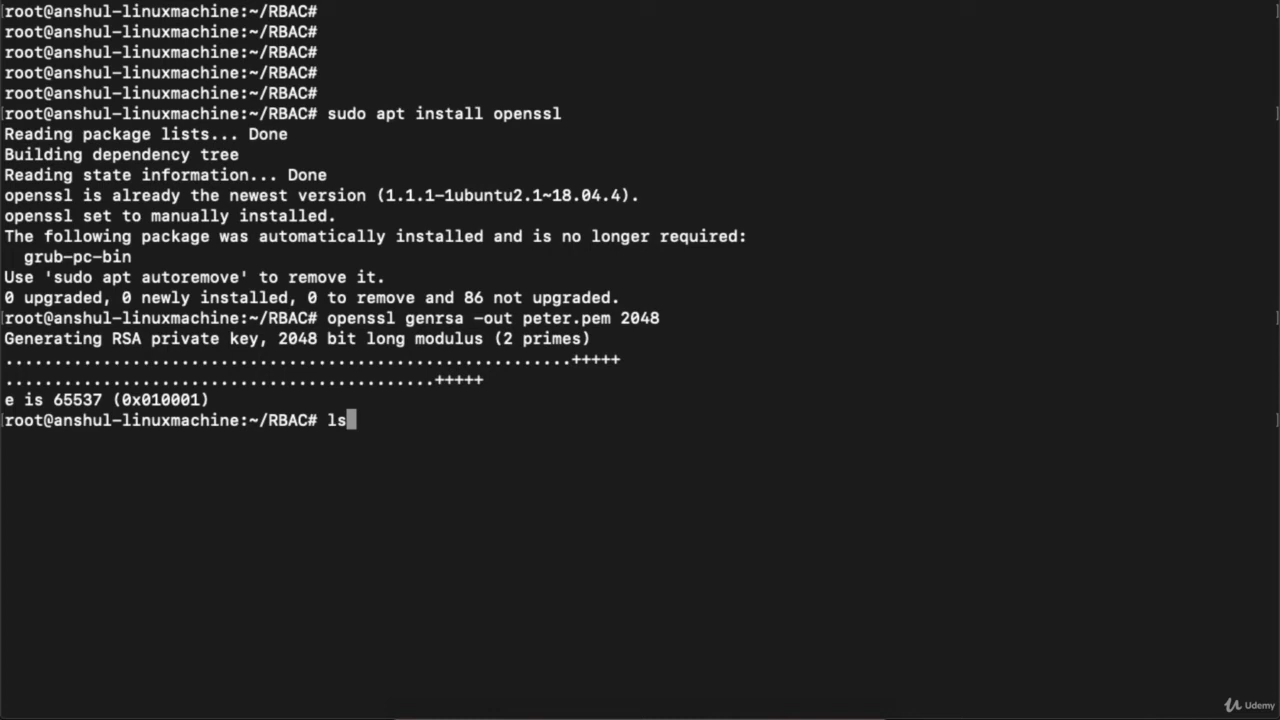 root@anshul-linuxmachine:~/RBAC#
root@anshul-linuxmachine:~/RBAC#
root@anshul-linuxmachine:~/RBAC#
root@anshul-linuxmachine:~/RBAC#
root@anshul-linuxmachine:~/RBAC#
root@anshul-linuxmachine:~/RBAC# sudo apt install openssl
Reading package lists... Done
Building dependency tree
Reading state information... Done
openssl is already the newest version (1.1.1-1ubuntu2.1~18.04.4).
openssl set to manually installed.
The following package was automatically installed and is no longer required:
  grub-pc-bin
Use 'sudo apt autoremove' to remove it.
0 upgraded, 0 newly installed, 0 to remove and 86 not upgraded.
root@anshul-linuxmachine:~/RBAC# openssl genrsa -out peter.pem 2048
Generating RSA private key, 2048 bit long modulus (2 primes)
..........................................................+++++
............................................+++++
e is 65537 (0x010001)
root@anshul-linuxmachine:~/RBAC# ls
Udemy